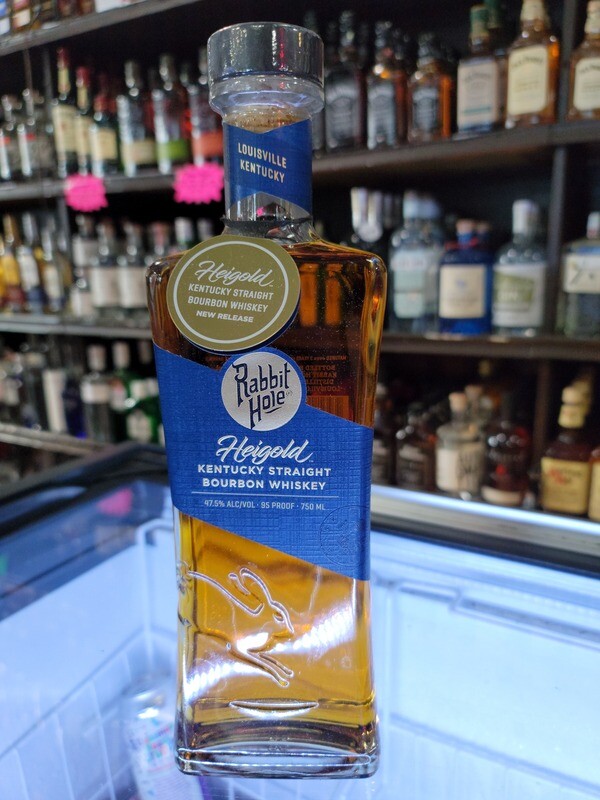 LOUISVILLE
KENTUCKY
Heigold
KENTUCKY STRAIGHT
BOURBON WHISKEY
NEW RELEASE
Rabbit
Hole
Heigold
KENTUCKY STRAIGHT
BOURBON WHISKEY
47.5% ALC/VOL · 95 PROOF · 750 ML